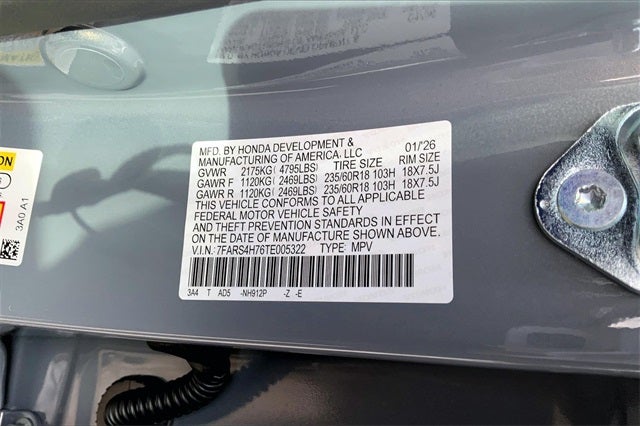 MFD. BY HONDA DEVELOPMENT &
MANUFACTURING OF AMERICA, LLC 01/'26
GVWR 2175KG ( 4795LBS) TIRE SIZE RIM SIZE
GAWR F 1120KG ( 2469LBS) 235/60R18 103H 18X7.5J
GAWR R 1120KG ( 2469LBS) 235/60R18 103H 18X7.5J
THIS VEHICLE CONFORMS TO ALL APPLICABLE
FEDERAL MOTOR VEHICLE SAFETY
AND THEFT PREVENTION STANDARDS IN EFFECT
ON THE DATE OF MANUFACTURE SHOWN ABOVE.
V.I.N.: 7FARS4H76TE005322 TYPE: MPV
3A4 T AD5 -NH912P -Z -E
3A0 A1